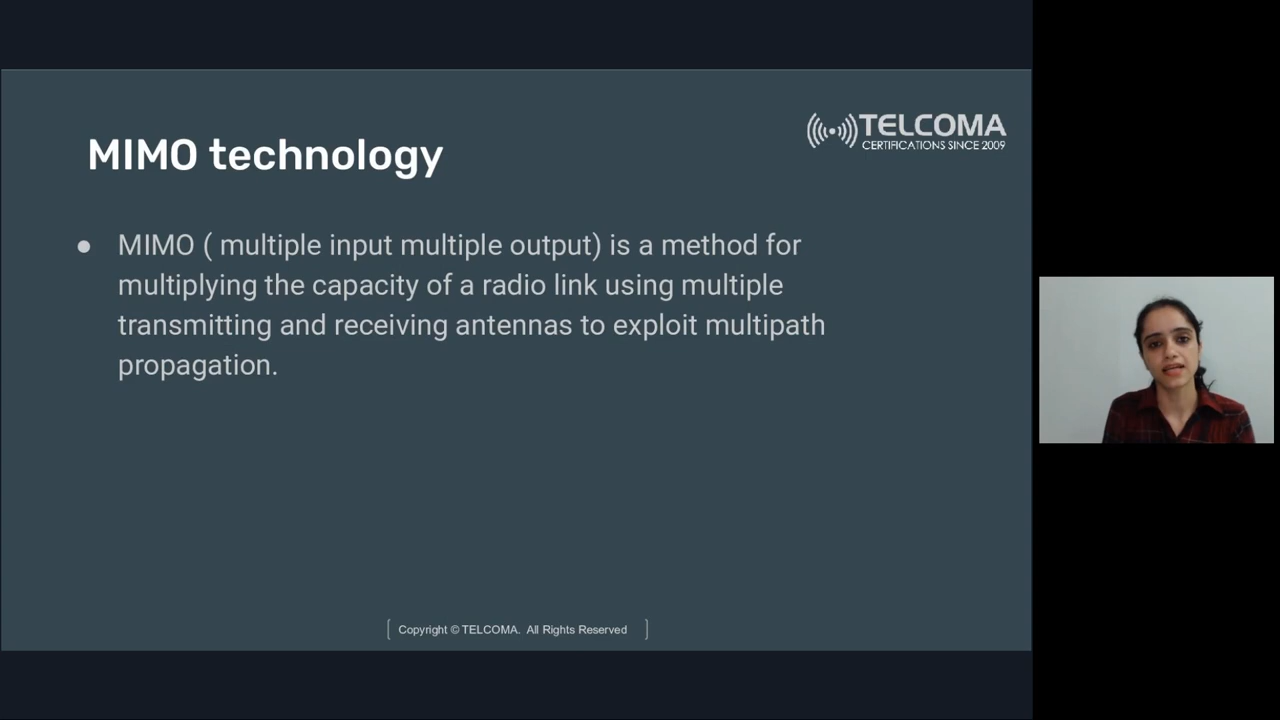 TELCOMA
CERTIFICATIONS SINCE 2009
MIMO technology
● MIMO ( multiple input multiple output) is a method for
multiplying the capacity of a radio link using multiple
transmitting and receiving antennas to exploit multipath
propagation.
Copyright © TELCOMA. All Rights Reserved